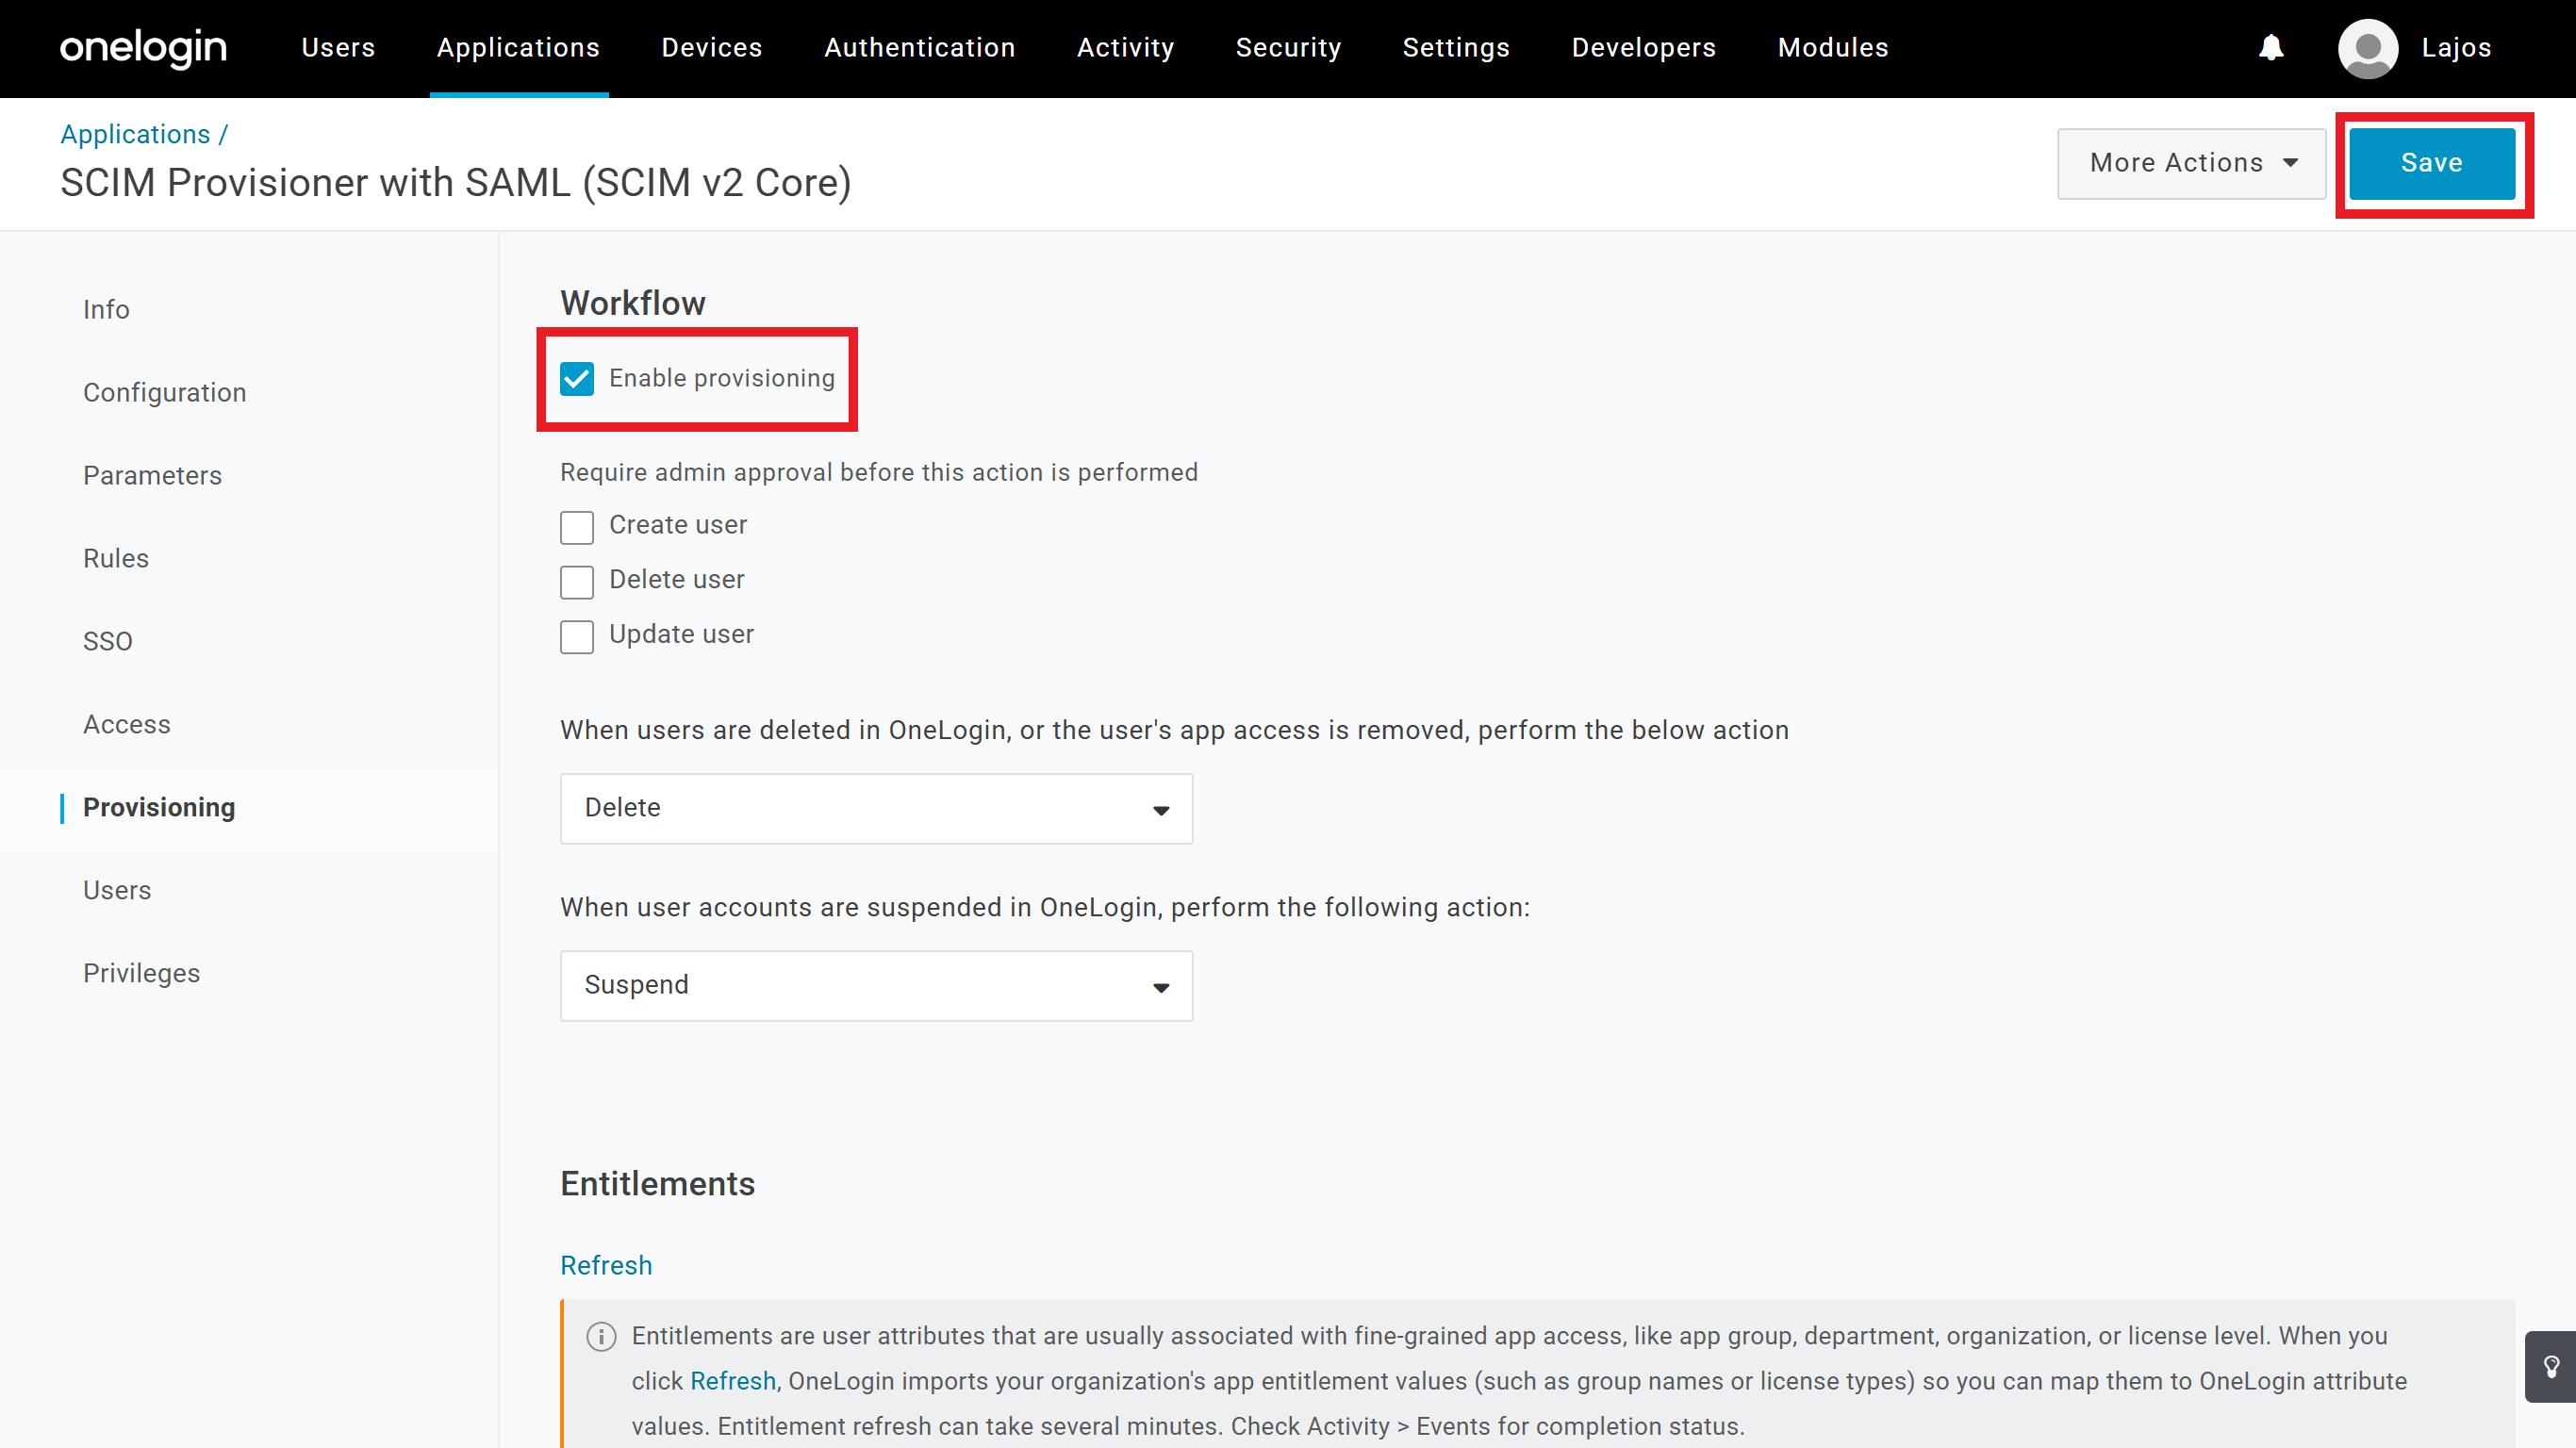 onelogin
Users
Applications
Devices
Authentication
Activity
Security
Settings
Developers
Modules
Lajos
Applications /
SCIM Provisioner with SAML (SCIM v2 Core)
More Actions
Save
Info
Configuration
Parameters
Rules
SSO
Access
Provisioning
Users
Privileges
Workflow
Enable provisioning
Require admin approval before this action is performed
Create user
Delete user
Update user
When users are deleted in OneLogin, or the user's app access is removed, perform the below action
Delete
When user accounts are suspended in OneLogin, perform the following action:
Suspend
Entitlements
Refresh
Entitlements are user attributes that are usually associated with fine-grained app access, like app group, department, organization, or license level. When you
click Refresh, OneLogin imports your organization's app entitlement values (such as group names or license types) so you can map them to OneLogin attribute
values. Entitlement refresh can take several minutes. Check Activity > Events for completion status.